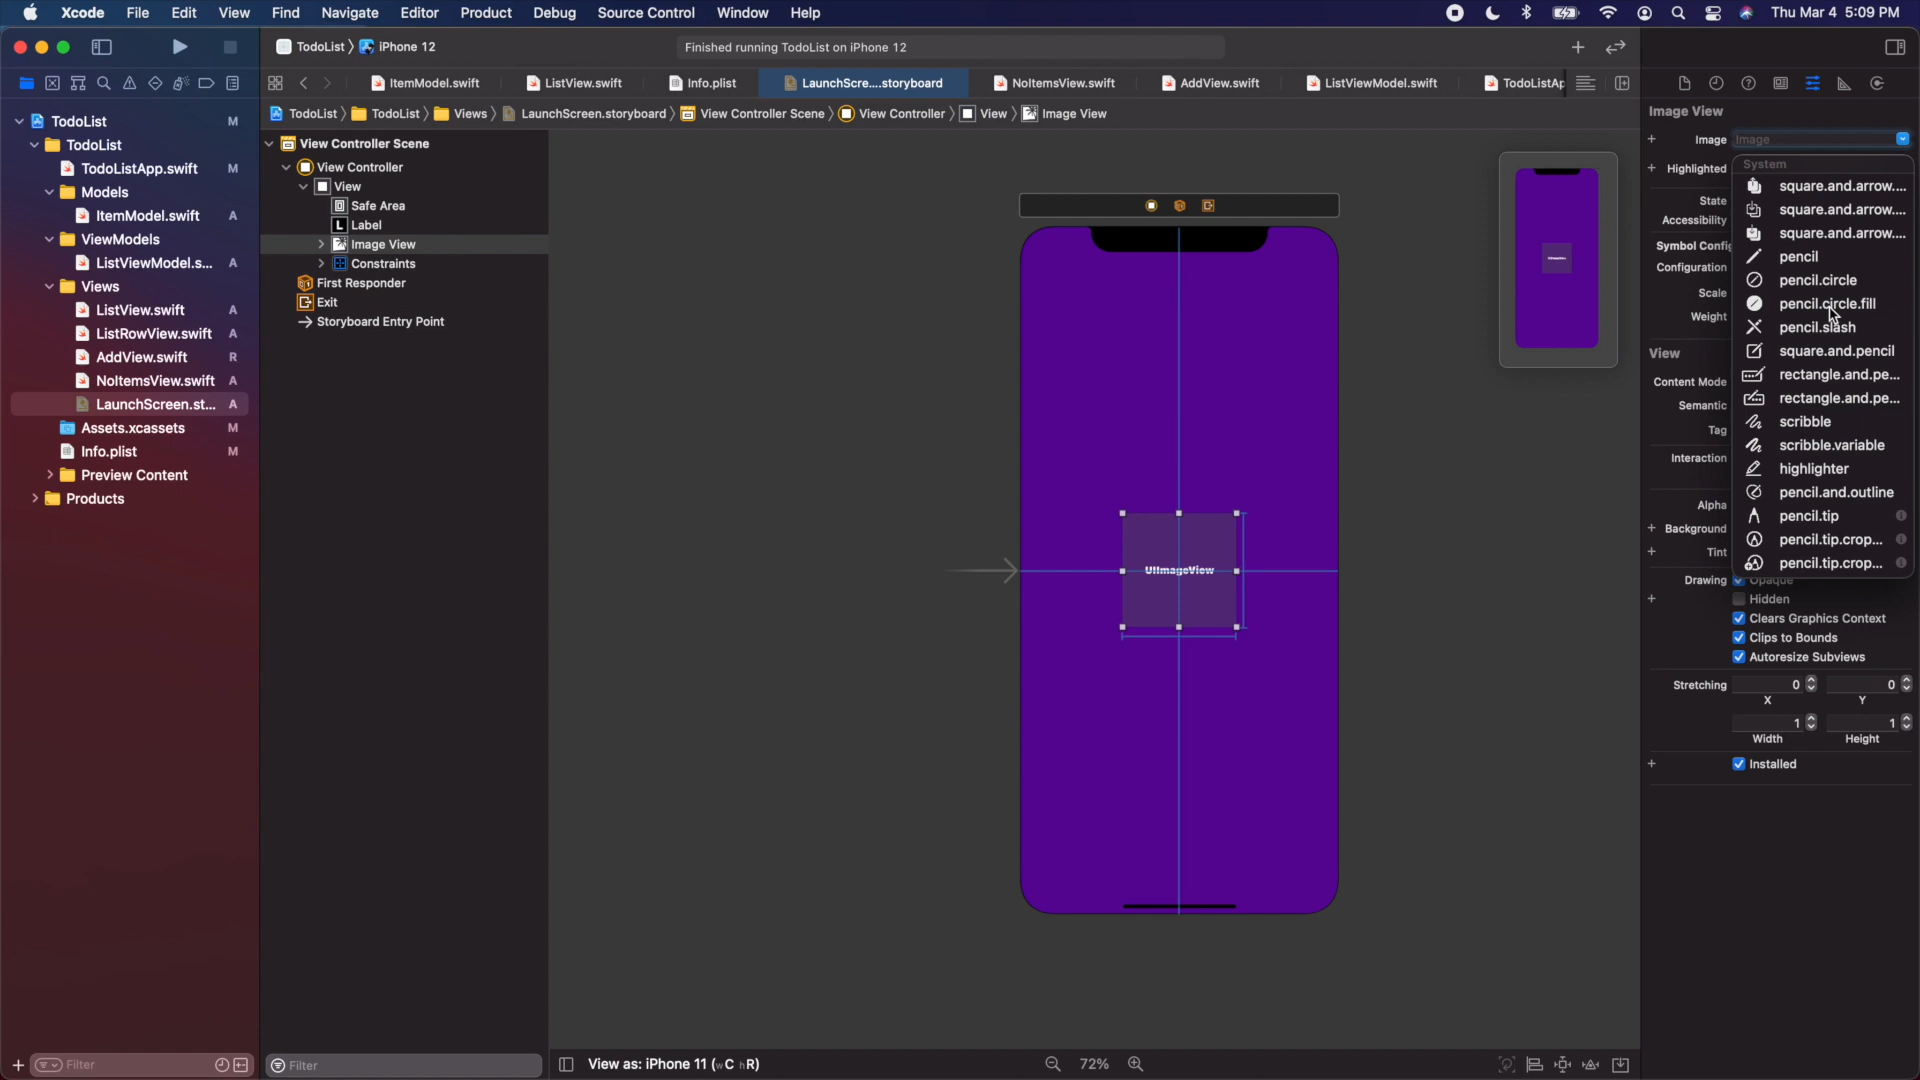 Xcode File Edit View Find Navigate Editor Product Debug Source Control Window Help Thu Mar 4 5:09 PM
TodoList iPhone 12 Finished running TodoList on iPhone 12
ItemModel.swift ListView.swift Info.plist LaunchScre....storyboard NoItemsView.swift AddView.swift ListViewModel.swift TodoListAp
TodoList TodoList Views LaunchScreen.storyboard View Controller Scene View Controller View Image View
TodoList M
TodoList
TodoListApp.swift M
Models
ItemModel.swift A
ViewModels
ListViewModel.s... A
Views
ListView.swift A
ListRowView.swift A
AddView.swift R
NoItemsView.swift A
LaunchScreen.st... A
Assets.xcassets M
Info.plist M
Preview Content
Products
Filter
View Controller Scene
View Controller
View
Safe Area
L Label
Image View
Constraints
First Responder
Exit
Storyboard Entry Point
Filter
UIImageView
View as: iPhone 11 (wC hR) 72%
Image View
Image Image
Highlighted
State
Accessibility
Symbol Config
Configuration
Scale
Weight
View
Content Mode
Semantic
Tag
Interaction
Alpha
Background
Tint
System
square.and.arrow....
square.and.arrow....
square.and.arrow....
pencil
pencil.circle
pencil.circle.fill
pencil.slash
square.and.pencil
rectangle.and.pe...
rectangle.and.pe...
scribble
scribble.variable
highlighter
pencil.and.outline
pencil.tip
pencil.tip.crop...
pencil.tip.crop...
Drawing Opaque
Hidden
Clears Graphics Context
Clips to Bounds
Autoresize Subviews
Stretching 0 0
X Y
1 1
Width Height
Installed